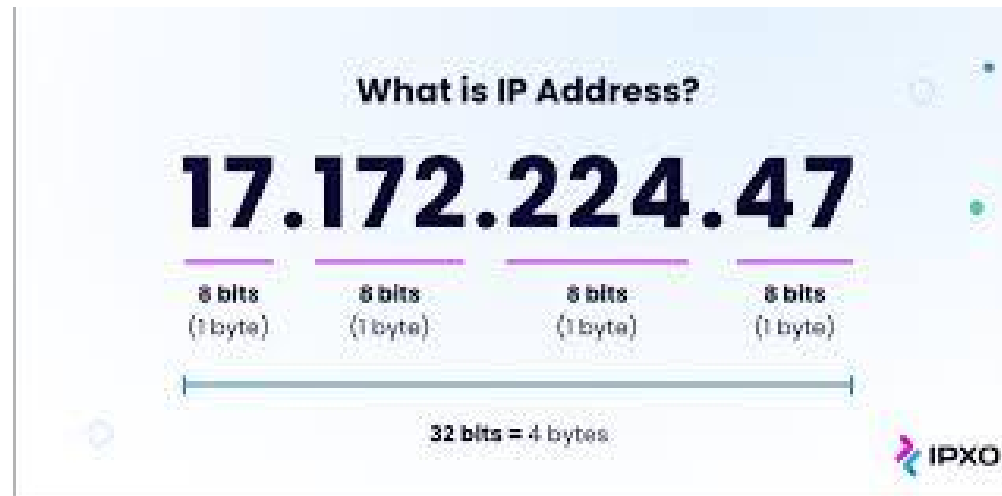 What is IP Address?
17.172.224.47
8 bits 8 bits 8 bits 8 bits
(1 byte) (1 byte) (1 byte) (1 byte)
32 bits = 4 bytes
IPXO